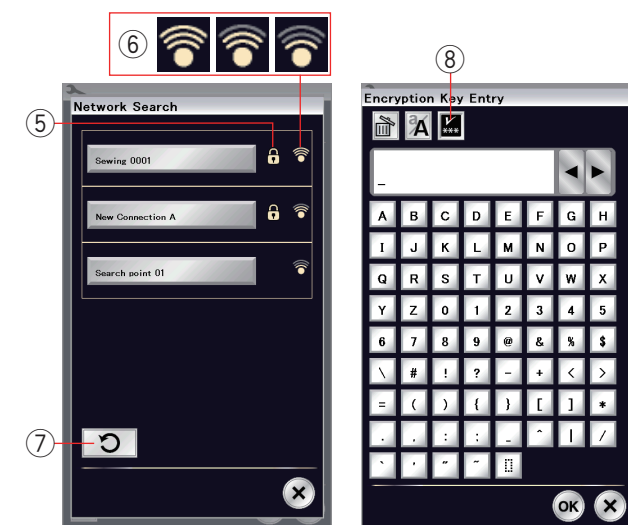 ⑥
⑧
Network Search
⑤
Sewing 0001
New Connection A
Search point 01
⑦
Encryption Key Entry
a/A
***
_
A B C D E F G H
I J K L M N O P
Q R S T U V W X
Y Z 0 1 2 3 4 5
6 7 8 9 @ & % $
\ # ! ? - + < >
= ( ) { } [ ] *
. , : ; _ ^ | /
` ' " ~
OK